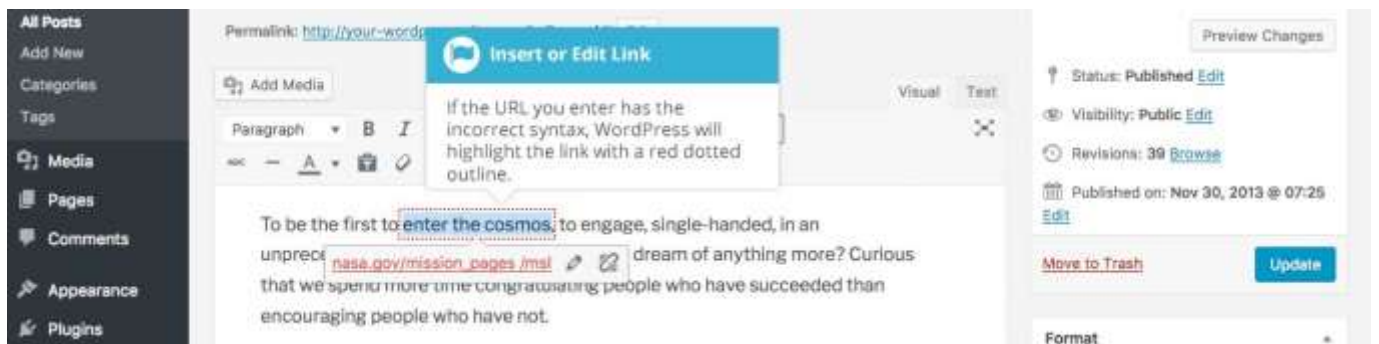 All Posts
Add New
Categories
Tags
Media
Pages
Comments
Appearance
Plugins
Permalink: http://your-wordp
Add Media
Visual Text
Paragraph B I
ABC A
Insert or Edit Link
If the URL you enter has the
incorrect syntax, WordPress will
highlight the link with a red dotted
outline.
To be the first to enter the cosmos, to engage, single-handed, in an
unprece dream of anything more? Curious
nasa.gov/mission_pages /msl
that we spend more time congratulating people who have succeeded than
encouraging people who have not.
Preview Changes
Status: Published Edit
Visibility: Public Edit
Revisions: 39 Browse
Published on: Nov 30, 2013 @ 07:25
Edit
Move to Trash Update
Format